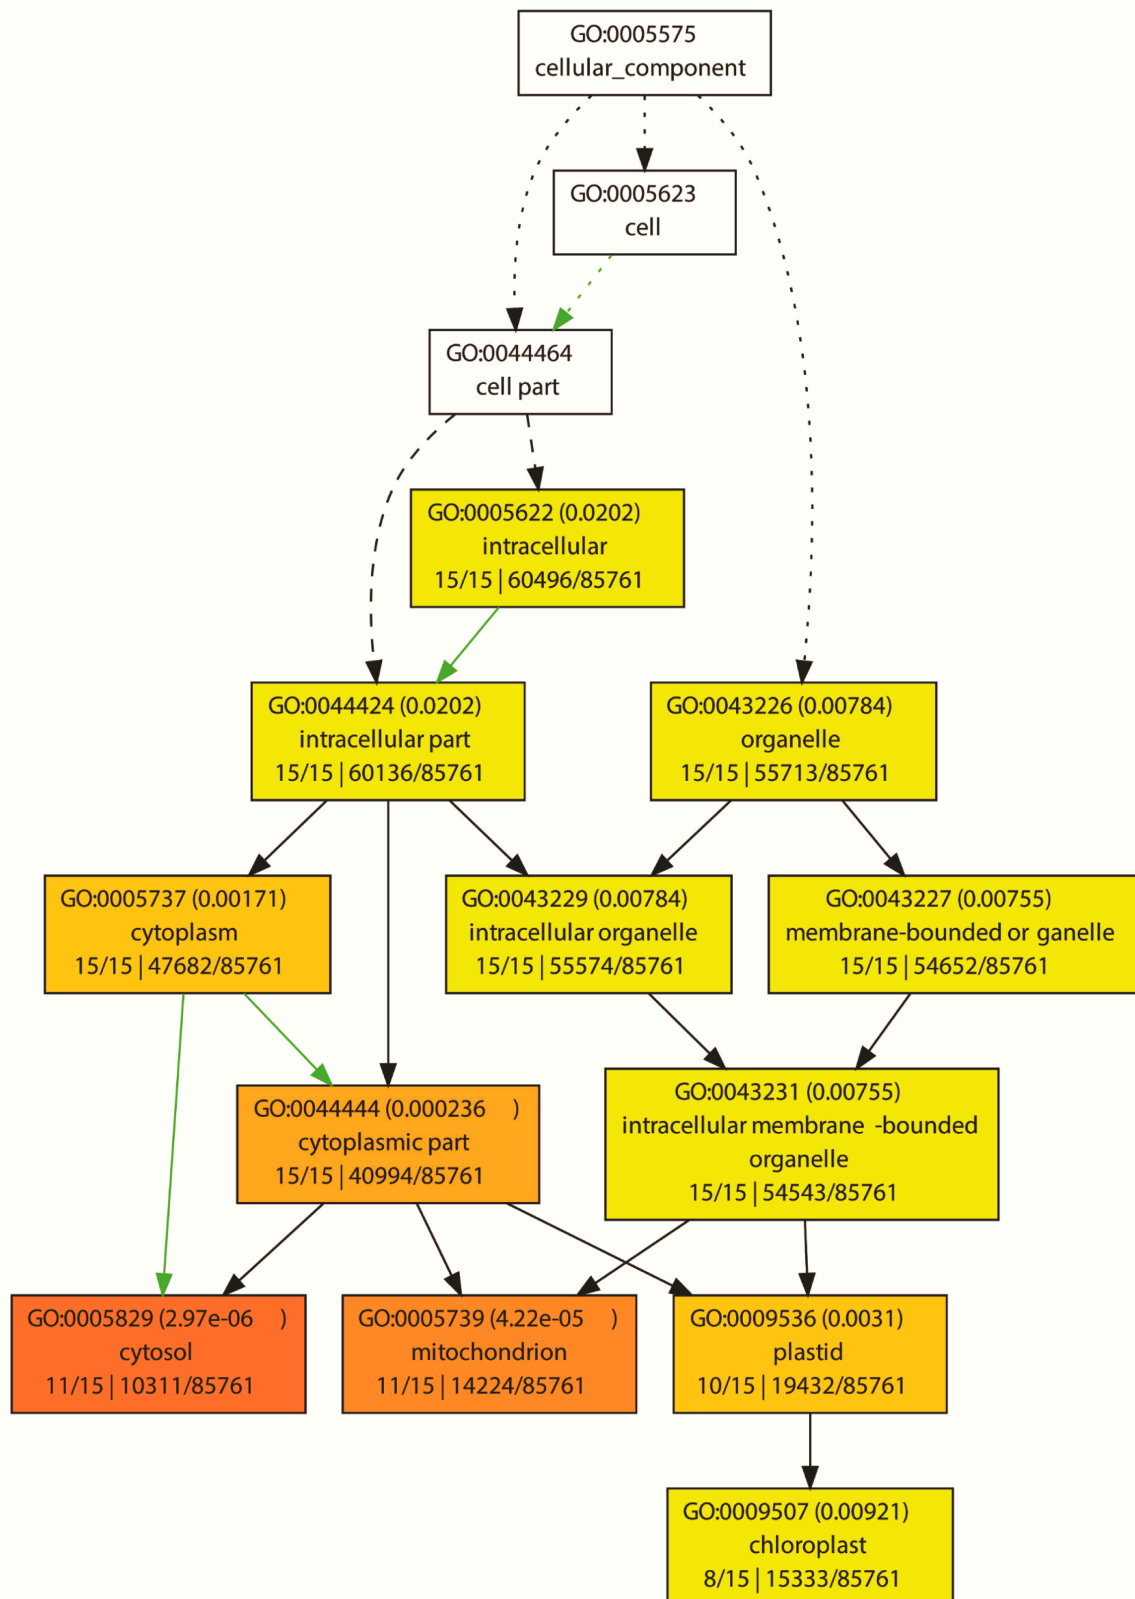 GO:0005575
cellular_component
GO:0005623
cell
GO:0044464
cell part
GO:0005622 (0.0202)
intracellular
15/15 | 60496/85761
GO:0044424 (0.0202)
intracellular part
15/15 | 60136/85761
GO:0043226 (0.00784)
organelle
15/15 | 55713/85761
GO:0005737 (0.00171)
cytoplasm
15/15 | 47682/85761
GO:0043229 (0.00784)
intracellular organelle
15/15 | 55574/85761
GO:0043227 (0.00755)
membrane-bounded or ganelle
15/15 | 54652/85761
GO:0044444 (0.000236 )
cytoplasmic part
15/15 | 40994/85761
GO:0043231 (0.00755)
intracellular membrane -bounded
organelle
15/15 | 54543/85761
GO:0005829 (2.97e-06 )
cytosol
11/15 | 10311/85761
GO:0005739 (4.22e-05 )
mitochondrion
11/15 | 14224/85761
GO:0009536 (0.0031)
plastid
10/15 | 19432/85761
GO:0009507 (0.00921)
chloroplast
8/15 | 15333/85761